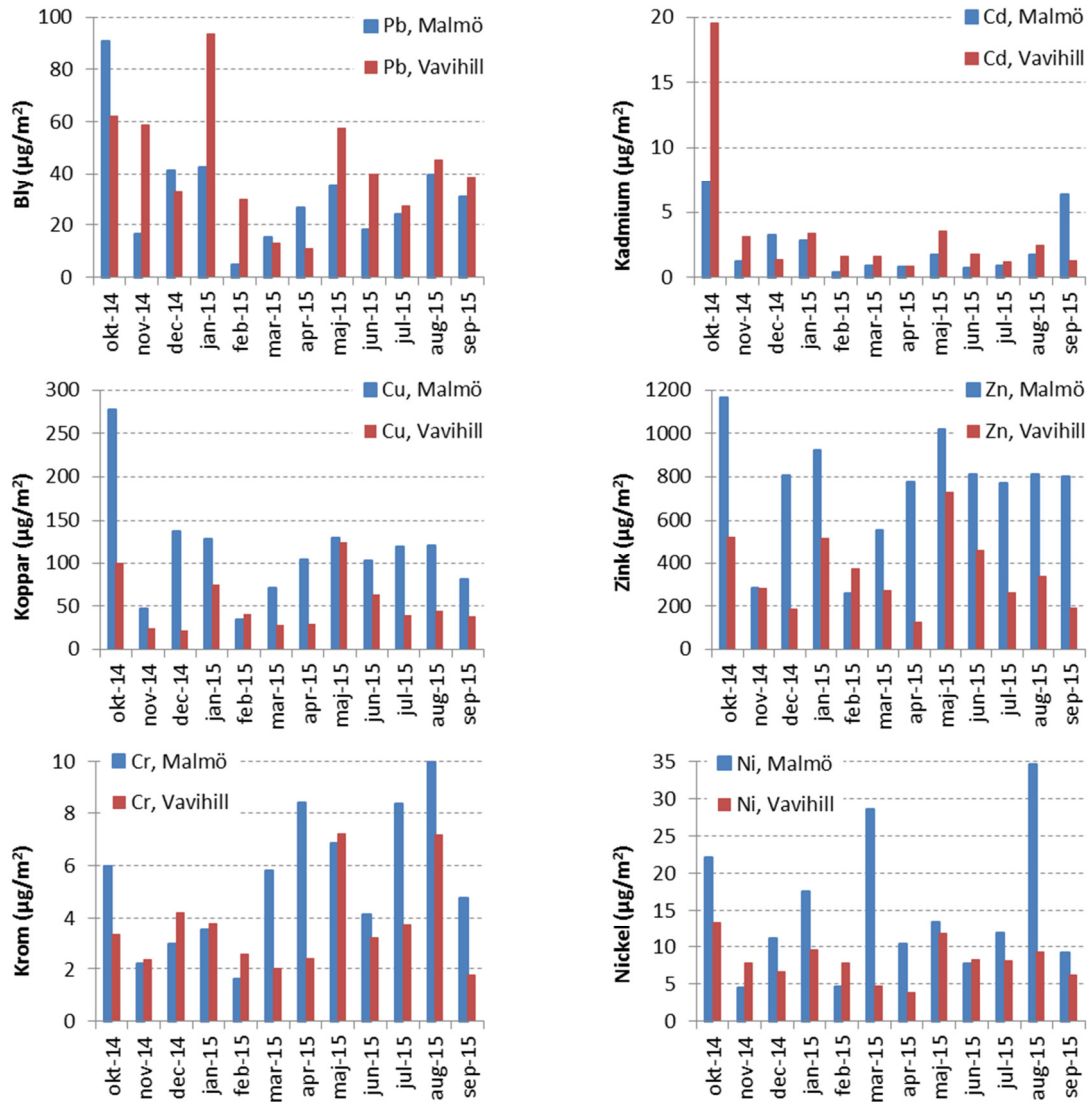 Bly (µg/m²)
100
80
60
40
20
0
Pb, Malmö
Pb, Vavihill
okt-14
nov-14
dec-14
jan-15
feb-15
mar-15
apr-15
maj-15
jun-15
jul-15
aug-15
sep-15
Kadmium (µg/m²)
20
15
10
5
0
Cd, Malmö
Cd, Vavihill
okt-14
nov-14
dec-14
jan-15
feb-15
mar-15
apr-15
maj-15
jun-15
jul-15
aug-15
sep-15
Koppar (µg/m²)
300
250
200
150
100
50
0
Cu, Malmö
Cu, Vavihill
okt-14
nov-14
dec-14
jan-15
feb-15
mar-15
apr-15
maj-15
jun-15
jul-15
aug-15
sep-15
Zink (µg/m²)
1200
1000
800
600
400
200
0
Zn, Malmö
Zn, Vavihill
okt-14
nov-14
dec-14
jan-15
feb-15
mar-15
apr-15
maj-15
jun-15
jul-15
aug-15
sep-15
Krom (µg/m²)
10
8
6
4
2
0
Cr, Malmö
Cr, Vavihill
okt-14
nov-14
dec-14
jan-15
feb-15
mar-15
apr-15
maj-15
jun-15
jul-15
aug-15
sep-15
Nickel (µg/m²)
35
30
25
20
15
10
5
0
Ni, Malmö
Ni, Vavihill
okt-14
nov-14
dec-14
jan-15
feb-15
mar-15
apr-15
maj-15
jun-15
jul-15
aug-15
sep-15